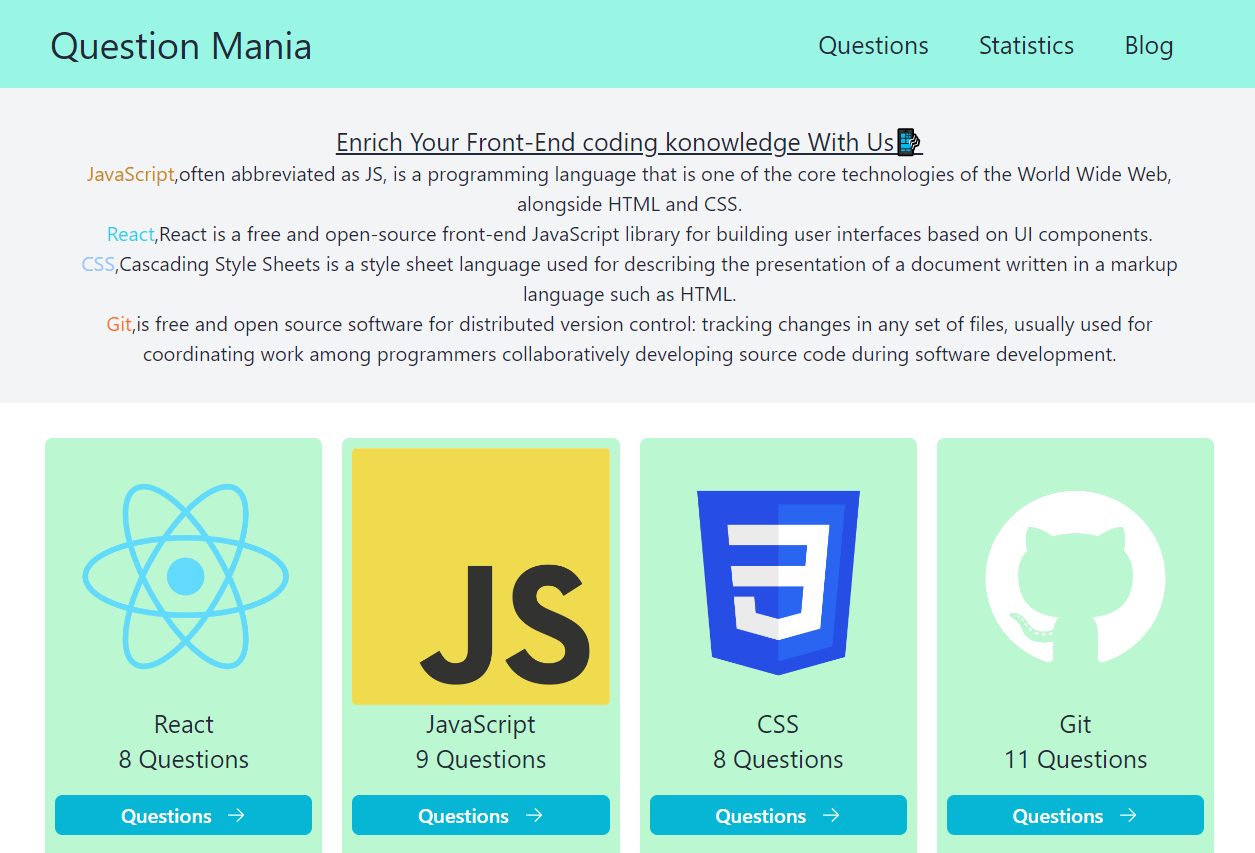 Question Mania
Questions Statistics Blog
Enrich Your Front-End coding konowledge With Us
JavaScript,often abbreviated as JS, is a programming language that is one of the core technologies of the World Wide Web,
alongside HTML and CSS.
React,React is a free and open-source front-end JavaScript library for building user interfaces based on UI components.
CSS,Cascading Style Sheets is a style sheet language used for describing the presentation of a document written in a markup
language such as HTML.
Git,is free and open source software for distributed version control: tracking changes in any set of files, usually used for
coordinating work among programmers collaboratively developing source code during software development.
JS
React
8 Questions
Questions →
JavaScript
9 Questions
Questions →
CSS
8 Questions
Questions →
Git
11 Questions
Questions →